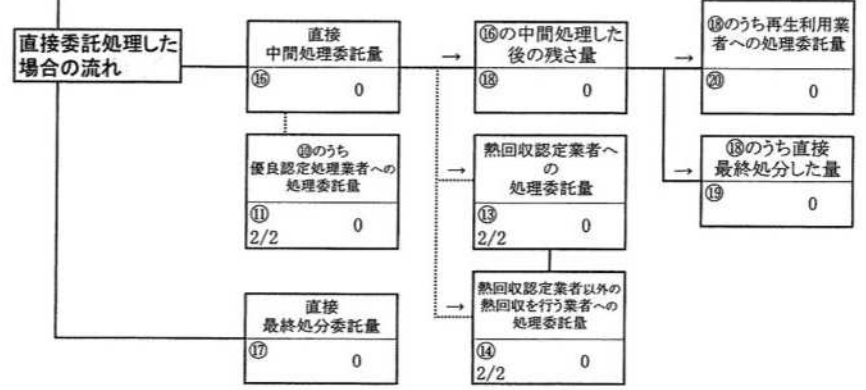 直接委託処理した
場合の流れ
直接
中間処理委託量
⑯
0
→
⑯の中間処理した
後の残さ量
⑱
0
→
⑱のうち再生利用業
者への処理委託量
⑳
0
⑩のうち
優良認定処理業者への
処理委託量
⑪
2/2
0
→
熱回収認定業者へ
の
処理委託量
⑬
2/2
0
→
⑱のうち直接
最終処分した量
⑲
0
直接
最終処分委託量
⑰
0
→
熱回収認定業者以外の
熱回収を行う業者への
処理委託量
⑭
2/2
0